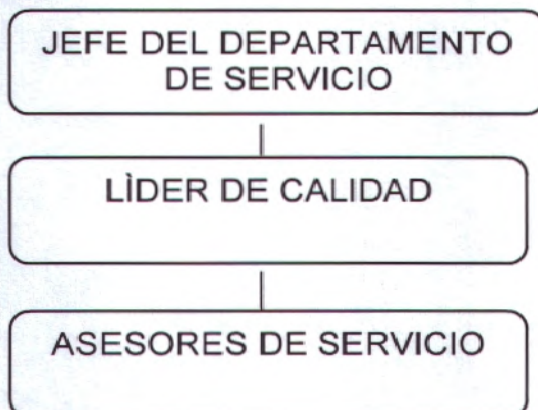 JEFE DEL DEPARTAMENTO
DE SERVICIO
LÌDER DE CALIDAD
ASESORES DE SERVICIO